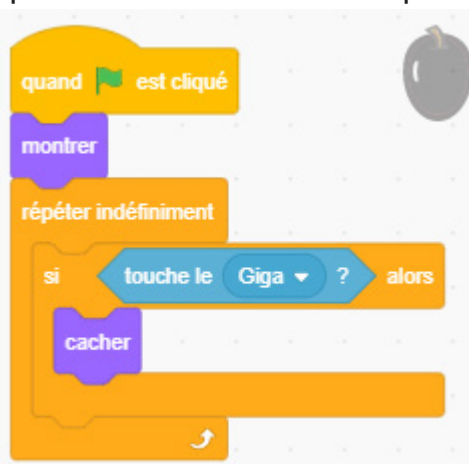 quand est cliqué
montrer
répéter indéfiniment
si touche le Giga ? alors
cacher